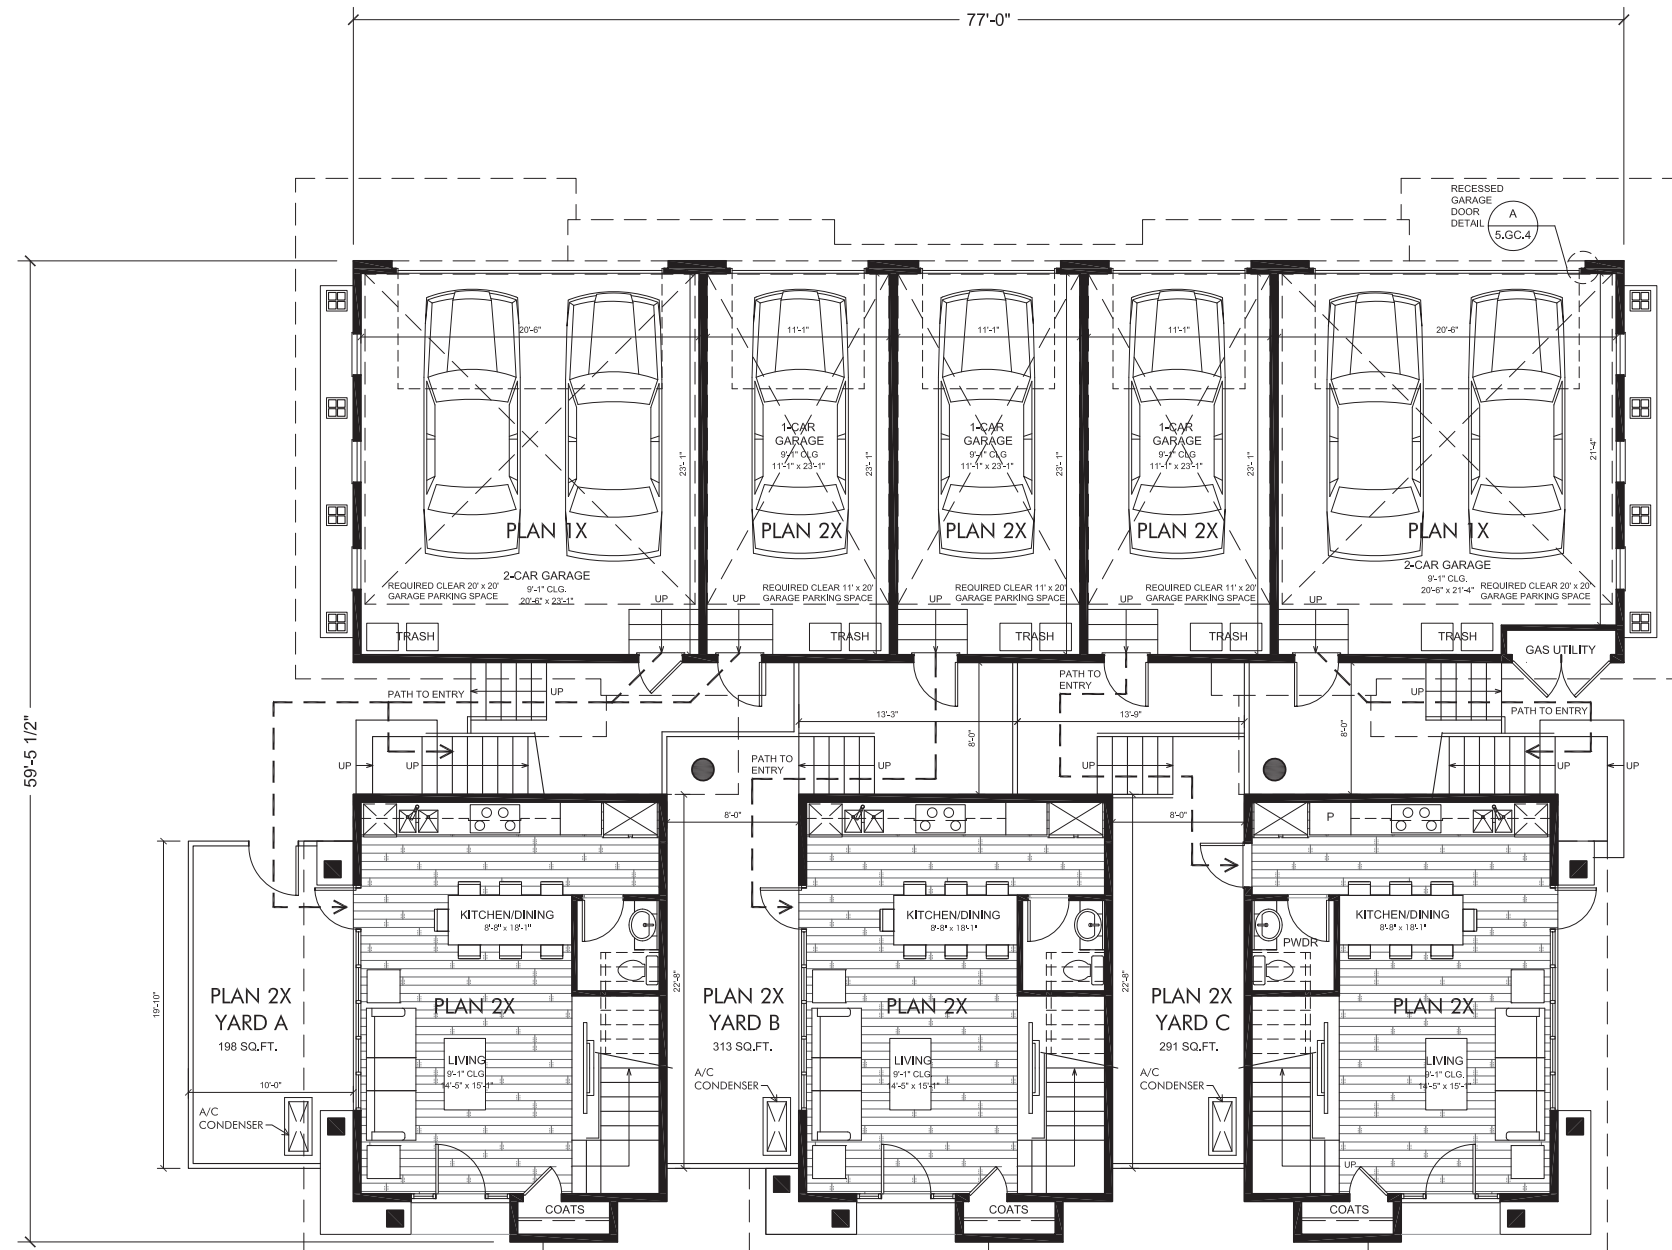 77'-0"
RECESSED
GARAGE
DOOR
DETAIL
A
5.GC.4
59'-5 1/2"
20'-6"
11'-1"
11'-1"
11'-1"
20'-6"
23'-1"
23'-1"
23'-1"
23'-1"
21'-4"
1-CAR
GARAGE
9'-1" CLG
11'-1" x 23'-1"
1-CAR
GARAGE
9'-1" CLG
11'-1" x 23'-1"
1-CAR
GARAGE
9'-1" CLG
11'-1" x 23'-1"
PLAN 1X
PLAN 2X
PLAN 2X
PLAN 2X
PLAN 1X
2-CAR GARAGE
9'-1" CLG.
20'-6" x 23'-1"
REQUIRED CLEAR 20' x 20'
GARAGE PARKING SPACE
REQUIRED CLEAR 11' x 20'
GARAGE PARKING SPACE
REQUIRED CLEAR 11' x 20'
GARAGE PARKING SPACE
REQUIRED CLEAR 11' x 20'
GARAGE PARKING SPACE
2-CAR GARAGE
9'-1" CLG.
20'-6" x 21'-4"
REQUIRED CLEAR 20' x 20'
GARAGE PARKING SPACE
UP
UP
UP
UP
UP
TRASH
TRASH
TRASH
TRASH
TRASH
GAS UTILITY
PATH TO ENTRY
UP
PATH TO
ENTRY
UP
PATH TO ENTRY
13'-3"
13'-9"
8'-0"
8'-0"
UP
UP
PATH TO
ENTRY
UP
UP
UP
UP
8'-0"
8'-0"
P
KITCHEN/DINING
8'-8" x 18'-1"
KITCHEN/DINING
8'-8" x 18'-1"
KITCHEN/DINING
8'-8" x 18'-1"
PWDR
19'-10"
22'-8"
22'-8"
PLAN 2X
YARD A
198 SQ.FT.
PLAN 2X
PLAN 2X
YARD B
313 SQ.FT.
PLAN 2X
PLAN 2X
YARD C
291 SQ.FT.
PLAN 2X
LIVING
9'-1" CLG
14'-5" x 15'-1"
LIVING
9'-1" CLG
14'-5" x 15'-1"
LIVING
9'-1" CLG.
14'-5" x 15'-1"
10'-0"
A/C
CONDENSER
A/C
CONDENSER
A/C
CONDENSER
UP
COATS
COATS
COATS